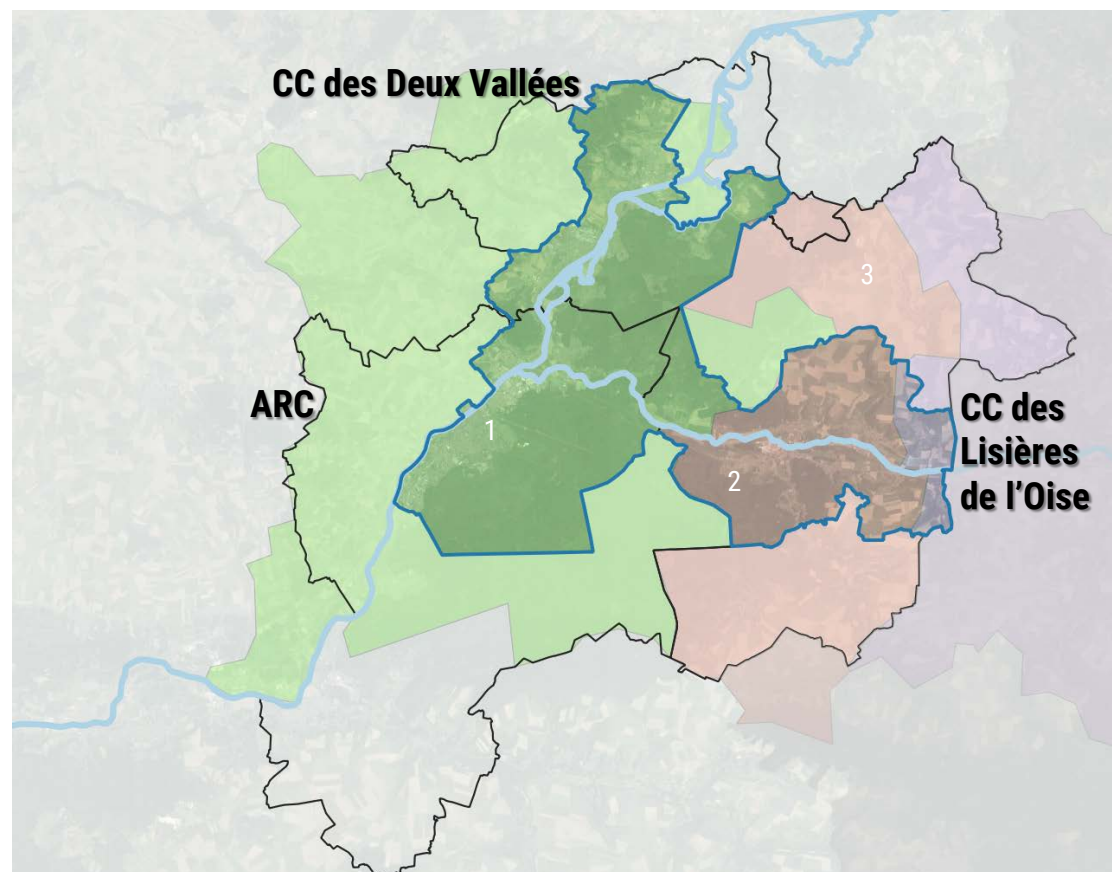 CC des Deux Vallées
3
ARC
1
CC des
Lisières
de l’Oise
2